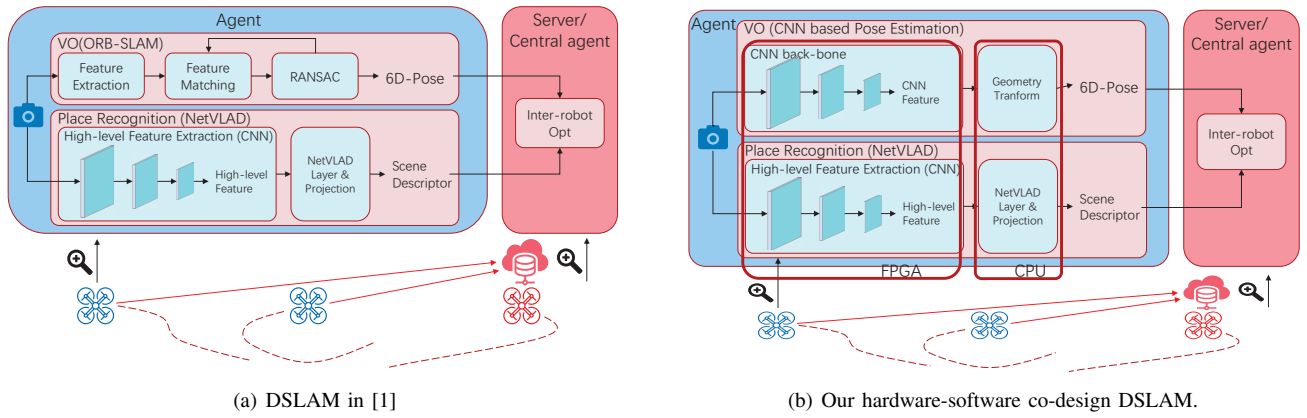 Agent
VO(ORB-SLAM)
Feature
Extraction
Feature
Matching
RANSAC
6D-Pose
Place Recognition (NetVLAD)
High-level Feature Extraction (CNN)
High-level
Feature
NetVLAD
Layer &
Projection
Scene
Descriptor
Server/
Central agent
Inter-robot
Opt
(a) DSLAM in [1]
Agent
VO (CNN based Pose Estimation)
CNN back-bone
CNN
Feature
Geometry
Tranform
6D-Pose
Place Recognition (NetVLAD)
High-level Feature Extraction (CNN)
High-level
Feature
NetVLAD
Layer &
Projection
Scene
Descriptor
FPGA
CPU
Server/
Central agent
Inter-robot
Opt
(b) Our hardware-software co-design DSLAM.